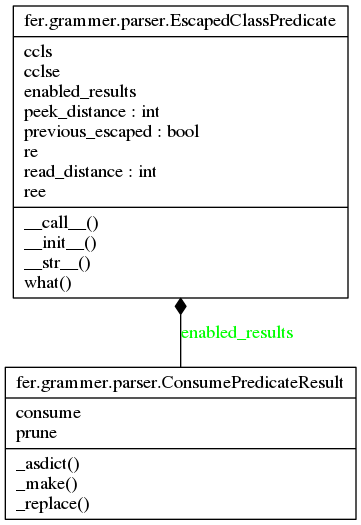 fer.grammer.parser.EscapedClassPredicate
ccls
cclse
enabled_results
peek_distance : int
previous_escaped : bool
re
read_distance : int
ree
__call__()
__init__()
__str__()
what()
enabled_results
fer.grammer.parser.ConsumePredicateResult
consume
prune
_asdict()
_make()
_replace()